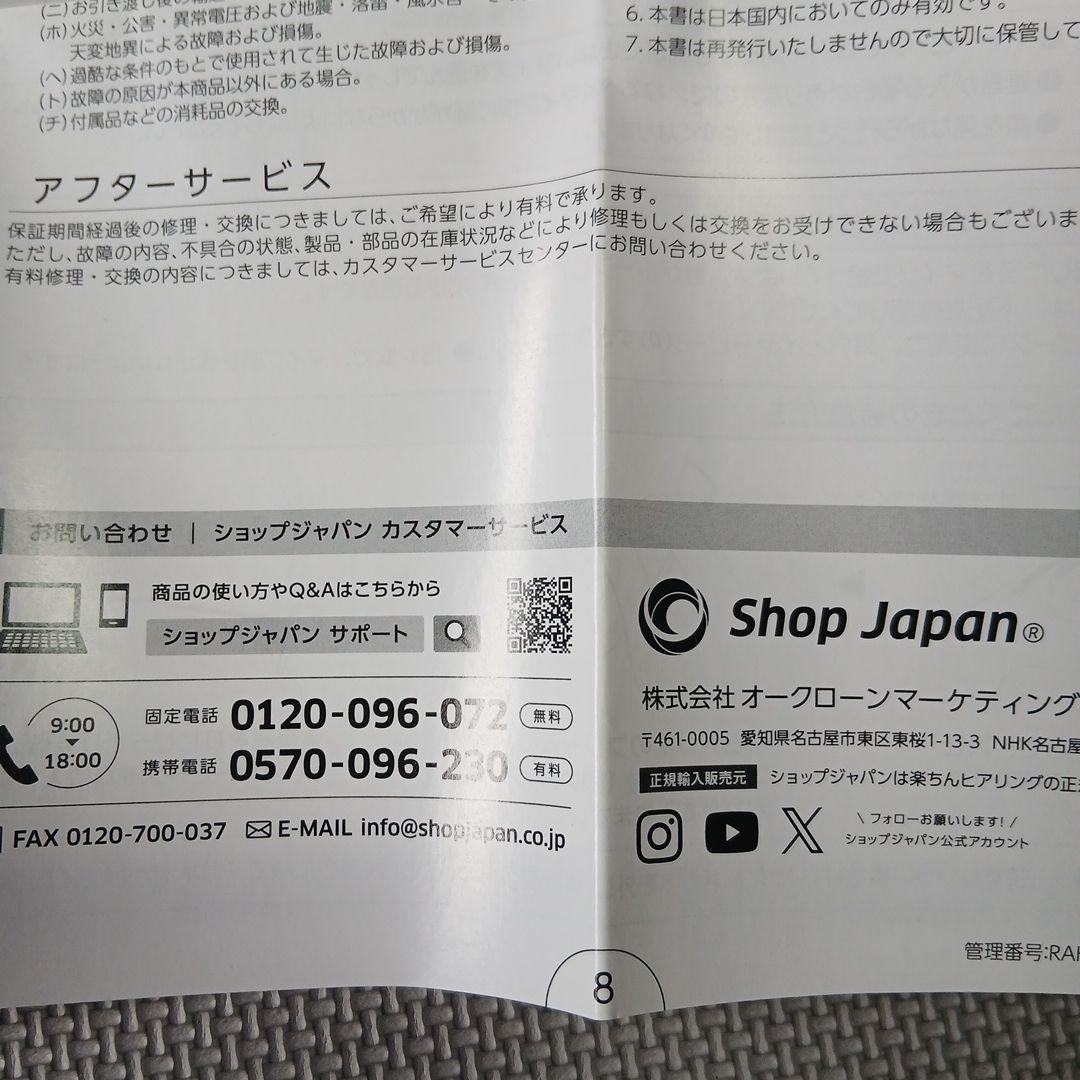 (ニ)お引き渡し後の輸送
(ホ)火災・公害・異常電圧および地震・落雷・風水害
天変地異による故障および損傷。
(ヘ)過酷な条件のもとで使用されて生じた故障および損傷。
(ト)故障の原因が本商品以外にある場合。
(チ)付属品などの消耗品の交換。
6.本書は日本国内においてのみ有効です。
7.本書は再発行いたしませんので大切に保管して
アフターサービス
保証期間経過後の修理・交換につきましては、ご希望により有料で承ります。
ただし、故障の内容、不具合の状態、製品・部品の在庫状況などにより修理もしくは交換をお受けできない場合もございま
有料修理・交換の内容につきましては、カスタマーサービスセンターにお問い合わせください。
お問い合わせ | ショップジャパン カスタマーサービス
商品の使い方やQ&Aはこちらから
ショップジャパン サポート
9:00
18:00
固定電話 0120-096-072 無料
携帯電話 0570-096-230 有料
FAX 0120-700-037 E-MAIL info@shopjapan.co.jp
Shop Japan®
株式会社 オークローンマーケティング
〒461-0005 愛知県名古屋市東区東桜1-13-3 NHK名古屋
正規輸入販売元 ショップジャパンは楽ちんヒアリングの正規
\ フォローお願いします! /
ショップジャパン公式アカウント
管理番号:RAH
8